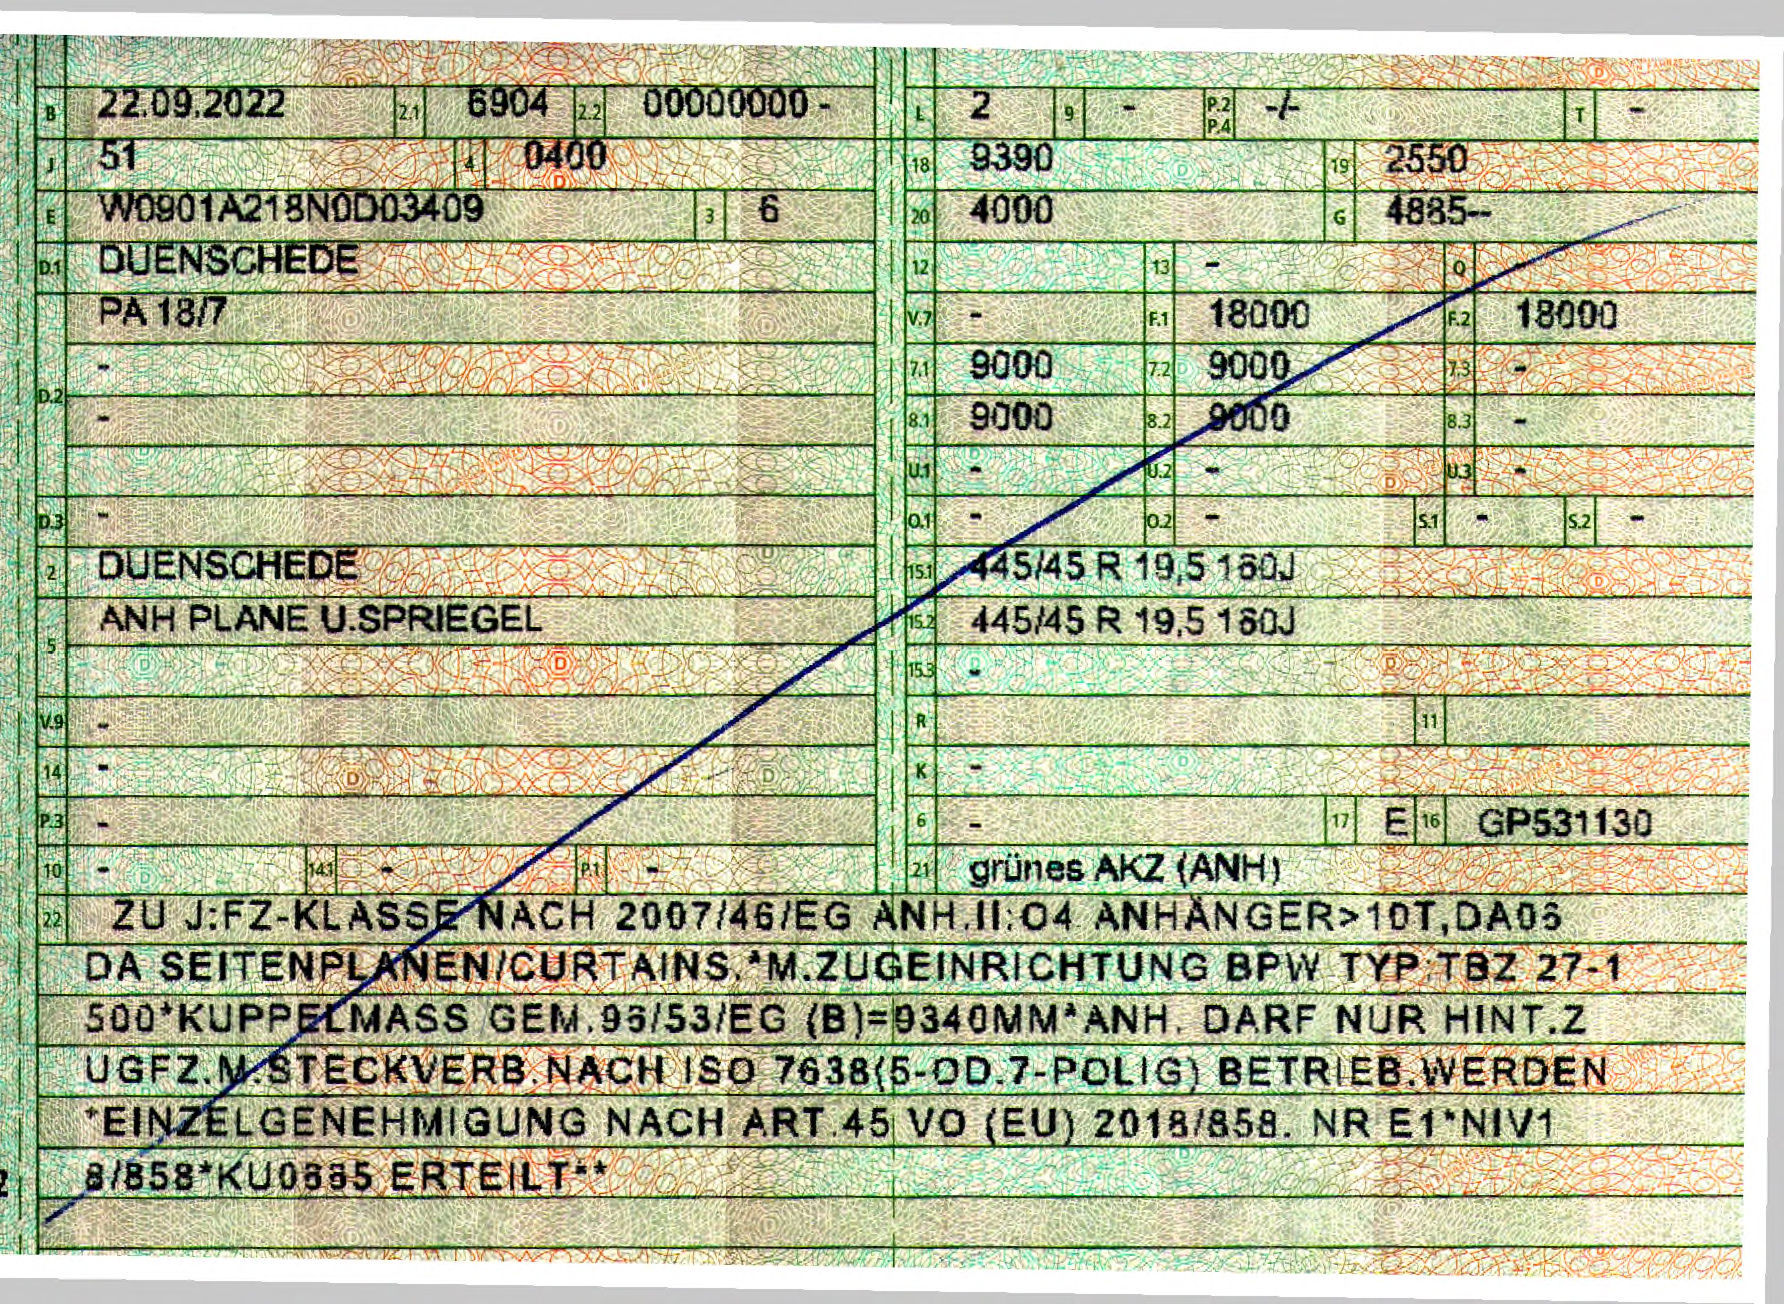 B 22.09.2022 2.1 6904 2.2 00000000 -
J 51 4 0400
E W0901A218N0D03409 3 6
D.1 DUENSCHEDE
PA 18/7
-
D.2
-
D.3 -
2 DUENSCHEDE
ANH PLANE U.SPRIEGEL
5
V.9 -
14 -
P.3 -
10 - 14.1 - P.1 -
L 2 9 - P.2 P.4 -/- T -
18 9390 19 2550
20 4000 G 4885--
12 13 - Q -
V.7 - F.1 18000 F.2 18000
7.1 9000 7.2 9000 7.3 -
8.1 9000 8.2 9000 8.3 -
U.1 - U.2 - U.3 -
O.1 - O.2 - S.1 - S.2 -
15.1 445/45 R 19,5 160J
15.2 445/45 R 19,5 160J
15.3 -
R 11
K -
6 - 17 E 16 GP531130
21 grünes AKZ (ANH)
22 ZU J:FZ-KLASSE NACH 2007/46/EG ANH.II:O4 ANHÄNGER>10T,DA06
DA SEITENPLANEN/CURTAINS.*M.ZUGEINRICHTUNG BPW TYP:TBZ 27-1
500*KUPPELMASS GEM.96/53/EG (B)=9340MM*ANH. DARF NUR HINT.Z
UGFZ.M.STECKVERB.NACH ISO 7638(5-OD.7-POLIG) BETRIEB.WERDEN
*EINZELGENEHMIGUNG NACH ART.45 VO (EU) 2018/858. NR E1*NIV1
8/858*KU0885 ERTEILT**